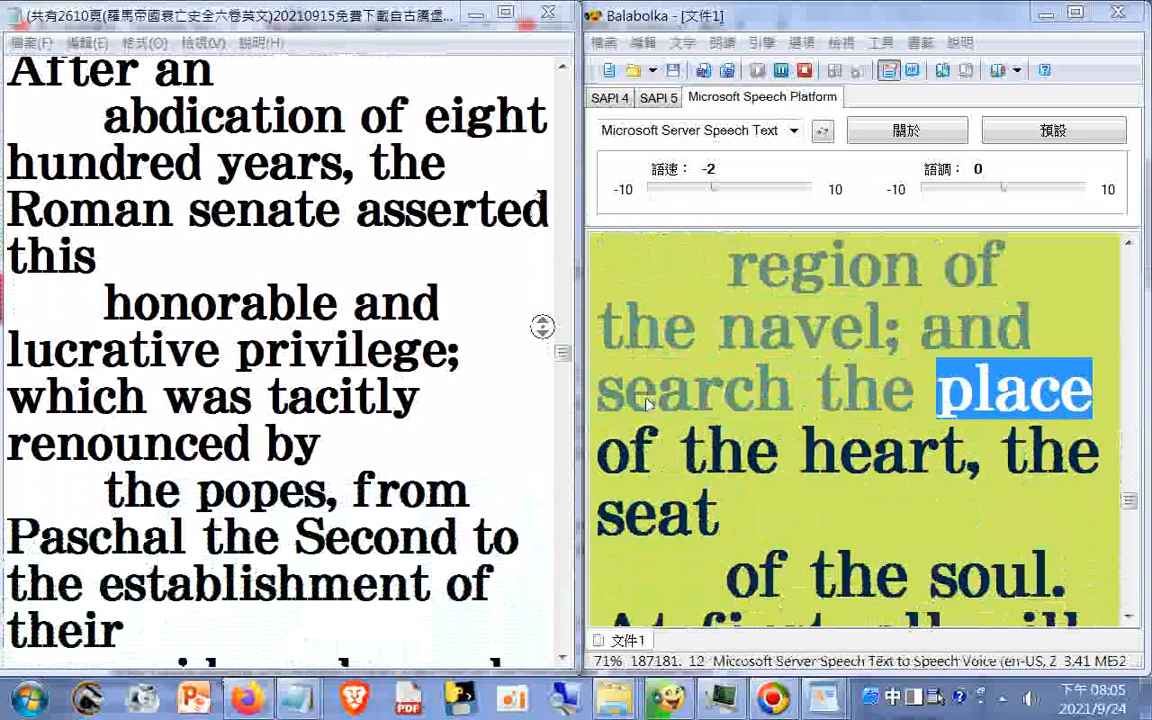 (共有2610頁(羅馬帝國衰亡史全六卷英文)20210915免費下載自古騰堡...
檔案(F) 編輯(E) 格式(O) 檢視(V) 說明(H)
After an
abdication of eight
hundred years, the
Roman senate asserted
this
honorable and
lucrative privilege;
which was tacitly
renounced by
the popes, from
Paschal the Second to
the establishment of
their
Balabolka - [文件1]
檔案 編輯 文字 朗讀 引擎 選項 檢視 工具 書籤 說明
SAPI 4 SAPI 5 Microsoft Speech Platform
Microsoft Server Speech Text 關於 預設
語速： -2 語調： 0
-10 10 -10 10
region of
the navel; and
search the place
of the heart, the
seat
of the soul.
At first all will
文件1
71% 187181. 12 Microsoft Server Speech Text to Speech Voice (en-US, Z 3.41 MB52
中 下午 08:05
2021/9/24